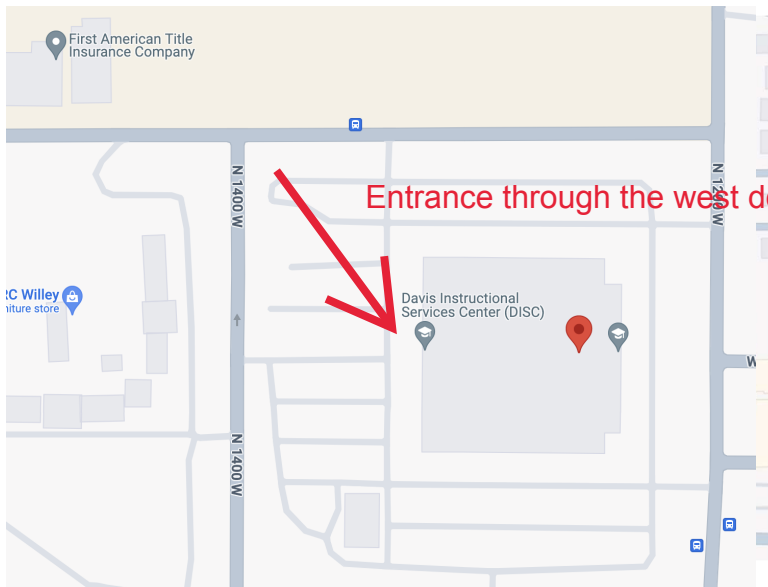 First American Title
Insurance Company
N 1400 W
Entrance through the west
RC Willey
niture store
Davis Instructional
Services Center (DISC)
W
N 1400 W